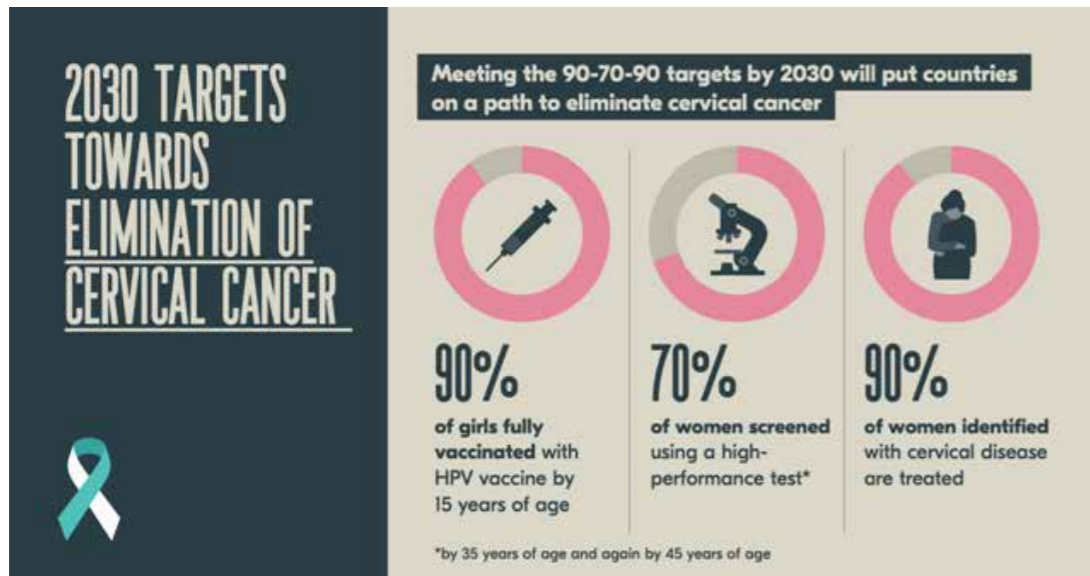 2030 TARGETS
TOWARDS
ELIMINATION OF
CERVICAL CANCER
Meeting the 90-70-90 targets by 2030 will put countries
on a path to eliminate cervical cancer
90%
of girls fully
vaccinated with
HPV vaccine by
15 years of age
70%
of women screened
using a high-
performance test*
90%
of women identified
with cervical disease
are treated
*by 35 years of age and again by 45 years of age